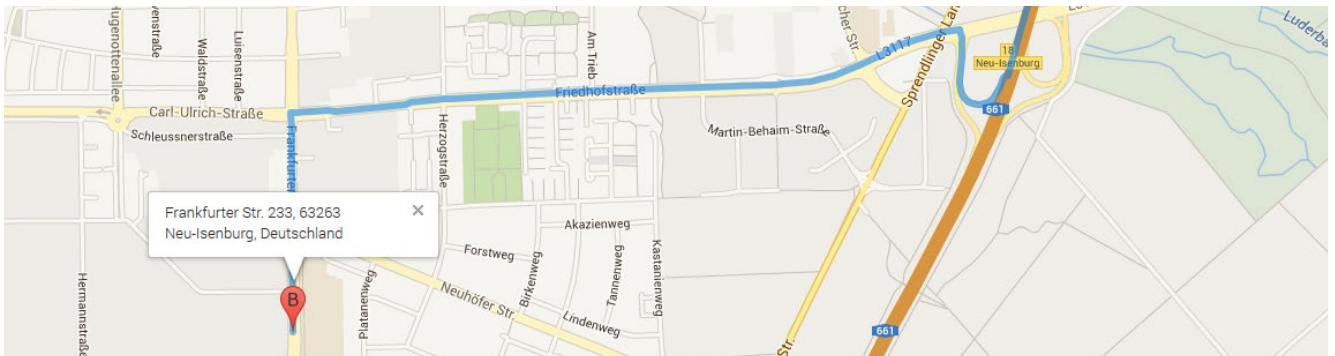 Hugenottenallee
Waldstraße
Luisenstraße
Am Trieb
L3117
Sprendlinger
18
Neu-Isenburg
661
Friedhofstraße
Carl-Ulrich-Straße
Schleussnerstraße
Frankfurter
Herzogstraße
Martin-Behaim-Straße
Frankfurter Str. 233, 63263
Neu-Isenburg, Deutschland
Akazienweg
Forstweg
Birkenweg
Tannenweg
Kastanienweg
Hermannstraße
B
Platanenweg
Neuhöfer Str.
Lindenweg
Str.
661